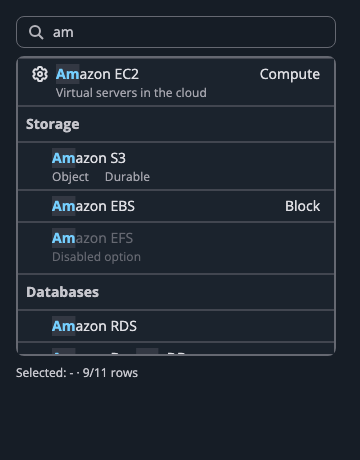 am
Amazon EC2 Compute
Virtual servers in the cloud
Storage
Amazon S3
Object Durable
Amazon EBS Block
Amazon EFS
Disabled option
Databases
Amazon RDS
Selected: - · 9/11 rows